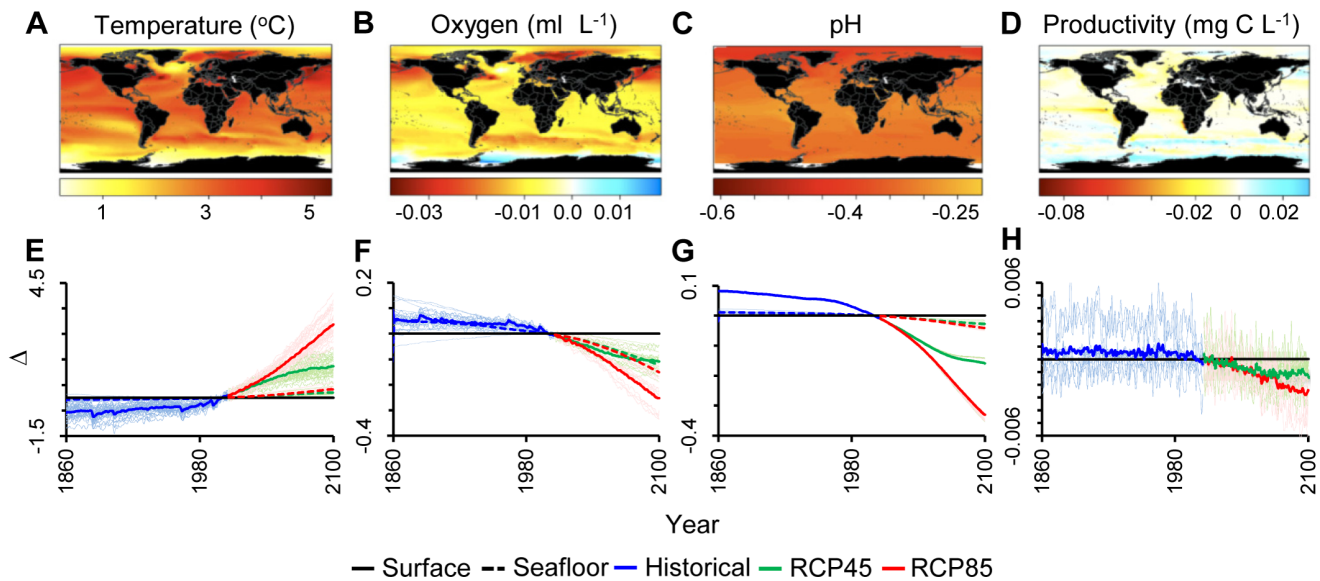 A Temperature (oC) B Oxygen (ml L-1) C pH D Productivity (mg C L-1)
1 3 5 -0.03 -0.01 0.0 0.01 -0.6 -0.4 -0.25 -0.08 -0.02 0 0.02
E F G H
4.5 0.2 0.1 0.006
Δ
-1.5 -0.4 -0.4 -0.006
1860 1980 2100 1860 1980 2100 1860 1980 2100 1860 1980 2100
Year
Surface Seafloor Historical RCP45 RCP85